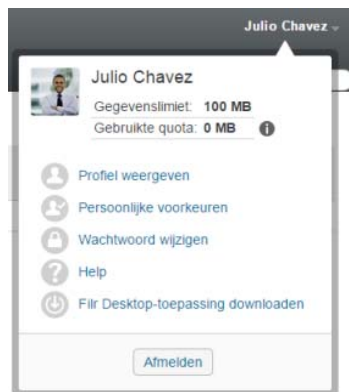 Julio Chavez
Julio Chavez
Gegevenslimiet: 100 MB
Gebruikte quota: 0 MB
Profiel weergeven
Persoonlijke voorkeuren
Wachtwoord wijzigen
Help
Filr Desktop-toepassing downloaden
Afmelden